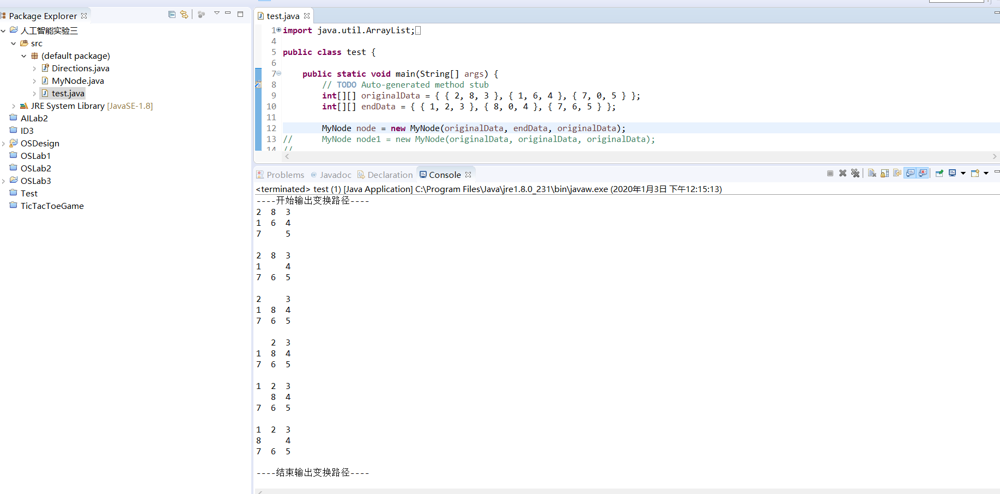 Package Explorer
人工智能实验三
src
(default package)
Directions.java
MyNode.java
test.java
JRE System Library [JavaSE-1.8]
AILab2
ID3
OSDesign
OSLab1
OSLab2
OSLab3
Test
TicTacToeGame
test.java
1 import java.util.ArrayList;
4
5 public class test {
6
7 public static void main(String[] args) {
8 // TODO Auto-generated method stub
9 int[][] originalData = { { 2, 8, 3 }, { 1, 6, 4 }, { 7, 0, 5 } };
10 int[][] endData = { { 1, 2, 3 }, { 8, 0, 4 }, { 7, 6, 5 } };
11
12 MyNode node = new MyNode(originalData, endData, originalData);
13 // MyNode node1 = new MyNode(originalData, originalData, originalData);
14 //
Problems @ Javadoc Declaration Console
<terminated> test (1) [Java Application] C:\Program Files\Java\jre1.8.0_231\bin\javaw.exe (2020年1月3日 下午12:15:13)
----开始输出变换路径----
2 8 3
1 6 4
7 5
2 8 3
1 4
7 6 5
2 3
1 8 4
7 6 5
2 3
1 8 4
7 6 5
1 2 3
8 4
7 6 5
1 2 3
8 4
7 6 5
----结束输出变换路径----